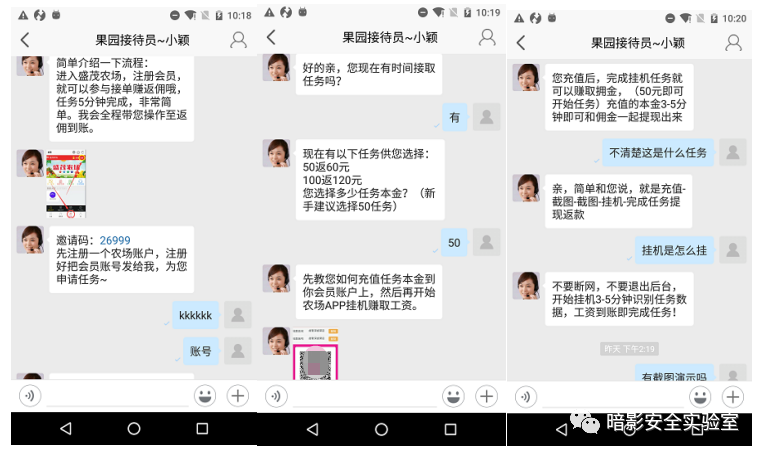 10:18
果园接待员~小颖
简单介绍一下流程：
进入盛茂农场，注册会员，
就可以参与接单赚返佣哦，
任务5分钟完成，非常简
单。我会全程带您操作至返
佣到账。
邀请码：26999
先注册一个农场账户，注册
好把会员账号发给我，为您
申请任务~
kkkkkk
账号
10:19
果园接待员~小颖
好的亲，您现在有时间接取
任务吗？
有
现在有以下任务供您选择：
50返60元
100返120元
您选择多少任务本金？（新
手建议选择50任务）
50
先教您如何充值任务本金到
你会员账户上，然后再开始
农场APP挂机赚取工资。
10:20
果园接待员~小颖
您充值后，完成挂机任务就
可以赚取拥金，（50元即可
开始任务）充值的本金3-5分
钟即可和佣金一起提现出来
不清楚这是什么任务
亲，简单和您说，就是充值-
截图-截图-挂机-完成任务提
现返款
挂机是怎么挂
不要断网，不要退出后台，
开始挂机3-5分钟识别任务数
据，工资到账即完成任务！
昨天 下午2:19
有截图演示吗
暗影安全实验室